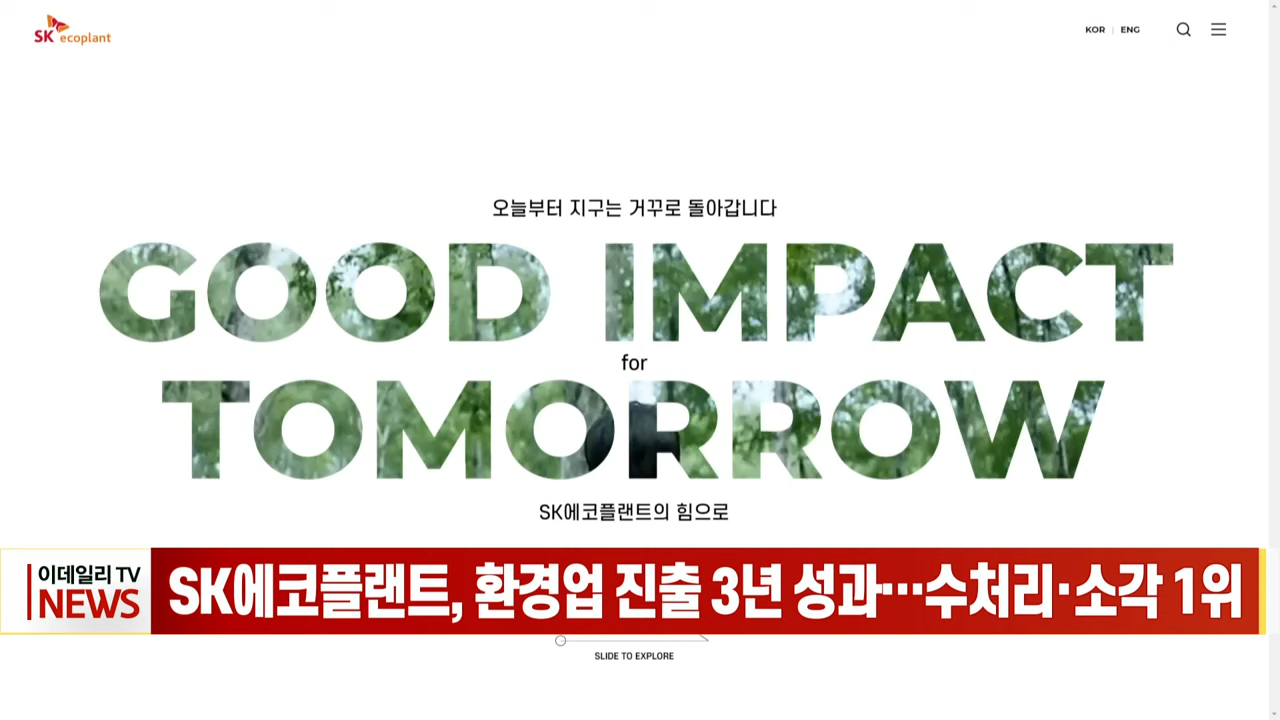 SK ecoplant
KOR | ENG
오늘부터 지구는 거꾸로 돌아갑니다
GOOD IMPACT
for
TOMORROW
SK에코플랜트의 힘으로
이데일리 TV
NEWS
SK에코플랜트, 환경업 진출 3년 성과…수처리·소각 1위
SLIDE TO EXPLORE